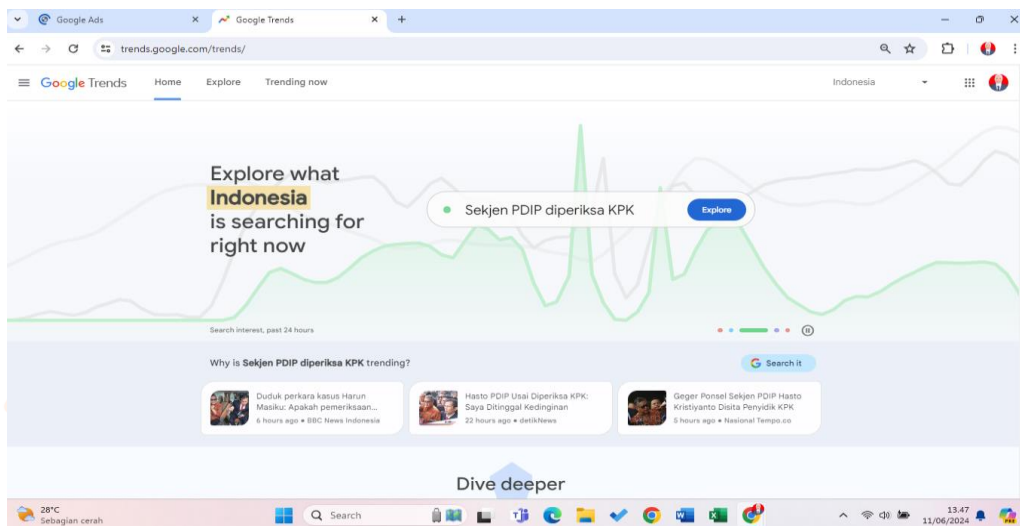 Google Ads
Google Trends
trends.google.com/trends/
Google Trends
Home
Explore
Trending now
Indonesia
Explore what
Indonesia
is searching for
right now
Sekjen PDIP diperiksa KPK
Explore
Search interest, past 24 hours
Why is Sekjen PDIP diperiksa KPK trending?
Search it
Duduk perkara kasus Harun
Masiku: Apakah pemeriksaan...
6 hours ago • BBC News Indonesia
Hasto PDIP Usai Diperiksa KPK:
Saya Ditinggal Kedinginan
22 hours ago • detikNews
Geger Ponsel Sekjen PDIP Hasto
Kristiyanto Disita Penyidik KPK
5 hours ago • Nasional Tempo.co
Dive deeper
28°C
Sebagian cerah
Search
13.47
11/06/2024